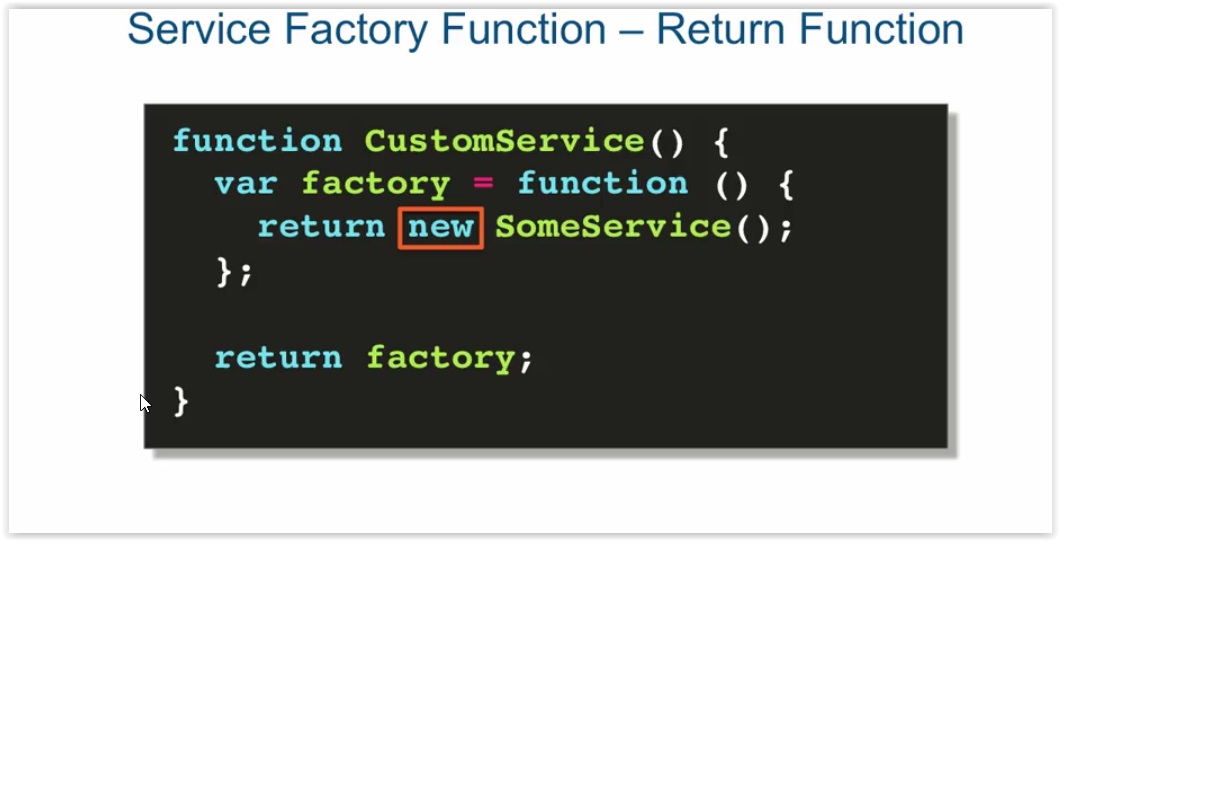 Service Factory Function – Return Function
function CustomService() {
  var factory = function () {
    return new SomeService();
  };
  return factory;
}